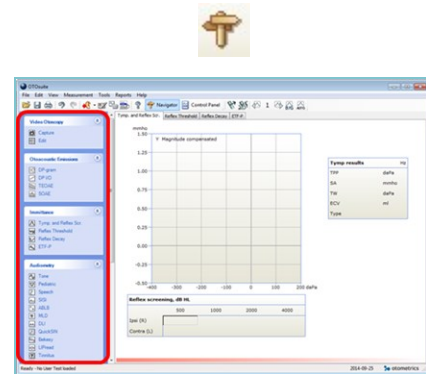 OTOsuite
File Edit View Measurement Tools Reports Help
Navigator Control Panel 1
Video Otoscopy
Capture
Edit
Otoacoustic Emissions
DP-gram
DP I/O
TEOAE
SOAE
Immittance
Tymp. and Reflex Scr.
Reflex Threshold
Reflex Decay
ETF-P
Audiometry
Tone
Pediatric
Speech
SISI
ABLB
MLD
DLI
QuickSIN
Békésy
Tinnitus
Tymp. and Reflex Scr. Reflex Threshold Reflex Decay ETF-P
mmho
Y Magnitude compensated
1.50
1.25
1.00
0.75
0.50
0.25
0.00
-0.25
-0.50
-400 -300 -200 -100 0 100 200 daPa
Tymp results Hz
TPP daPa
SA mmho
TW daPa
ECV ml
Type
Reflex screening, dB HL
500 1000 2000 4000
Ipsi (R)
Contra (L)
Ready - No User Test loaded
2014-08-25 otometrics